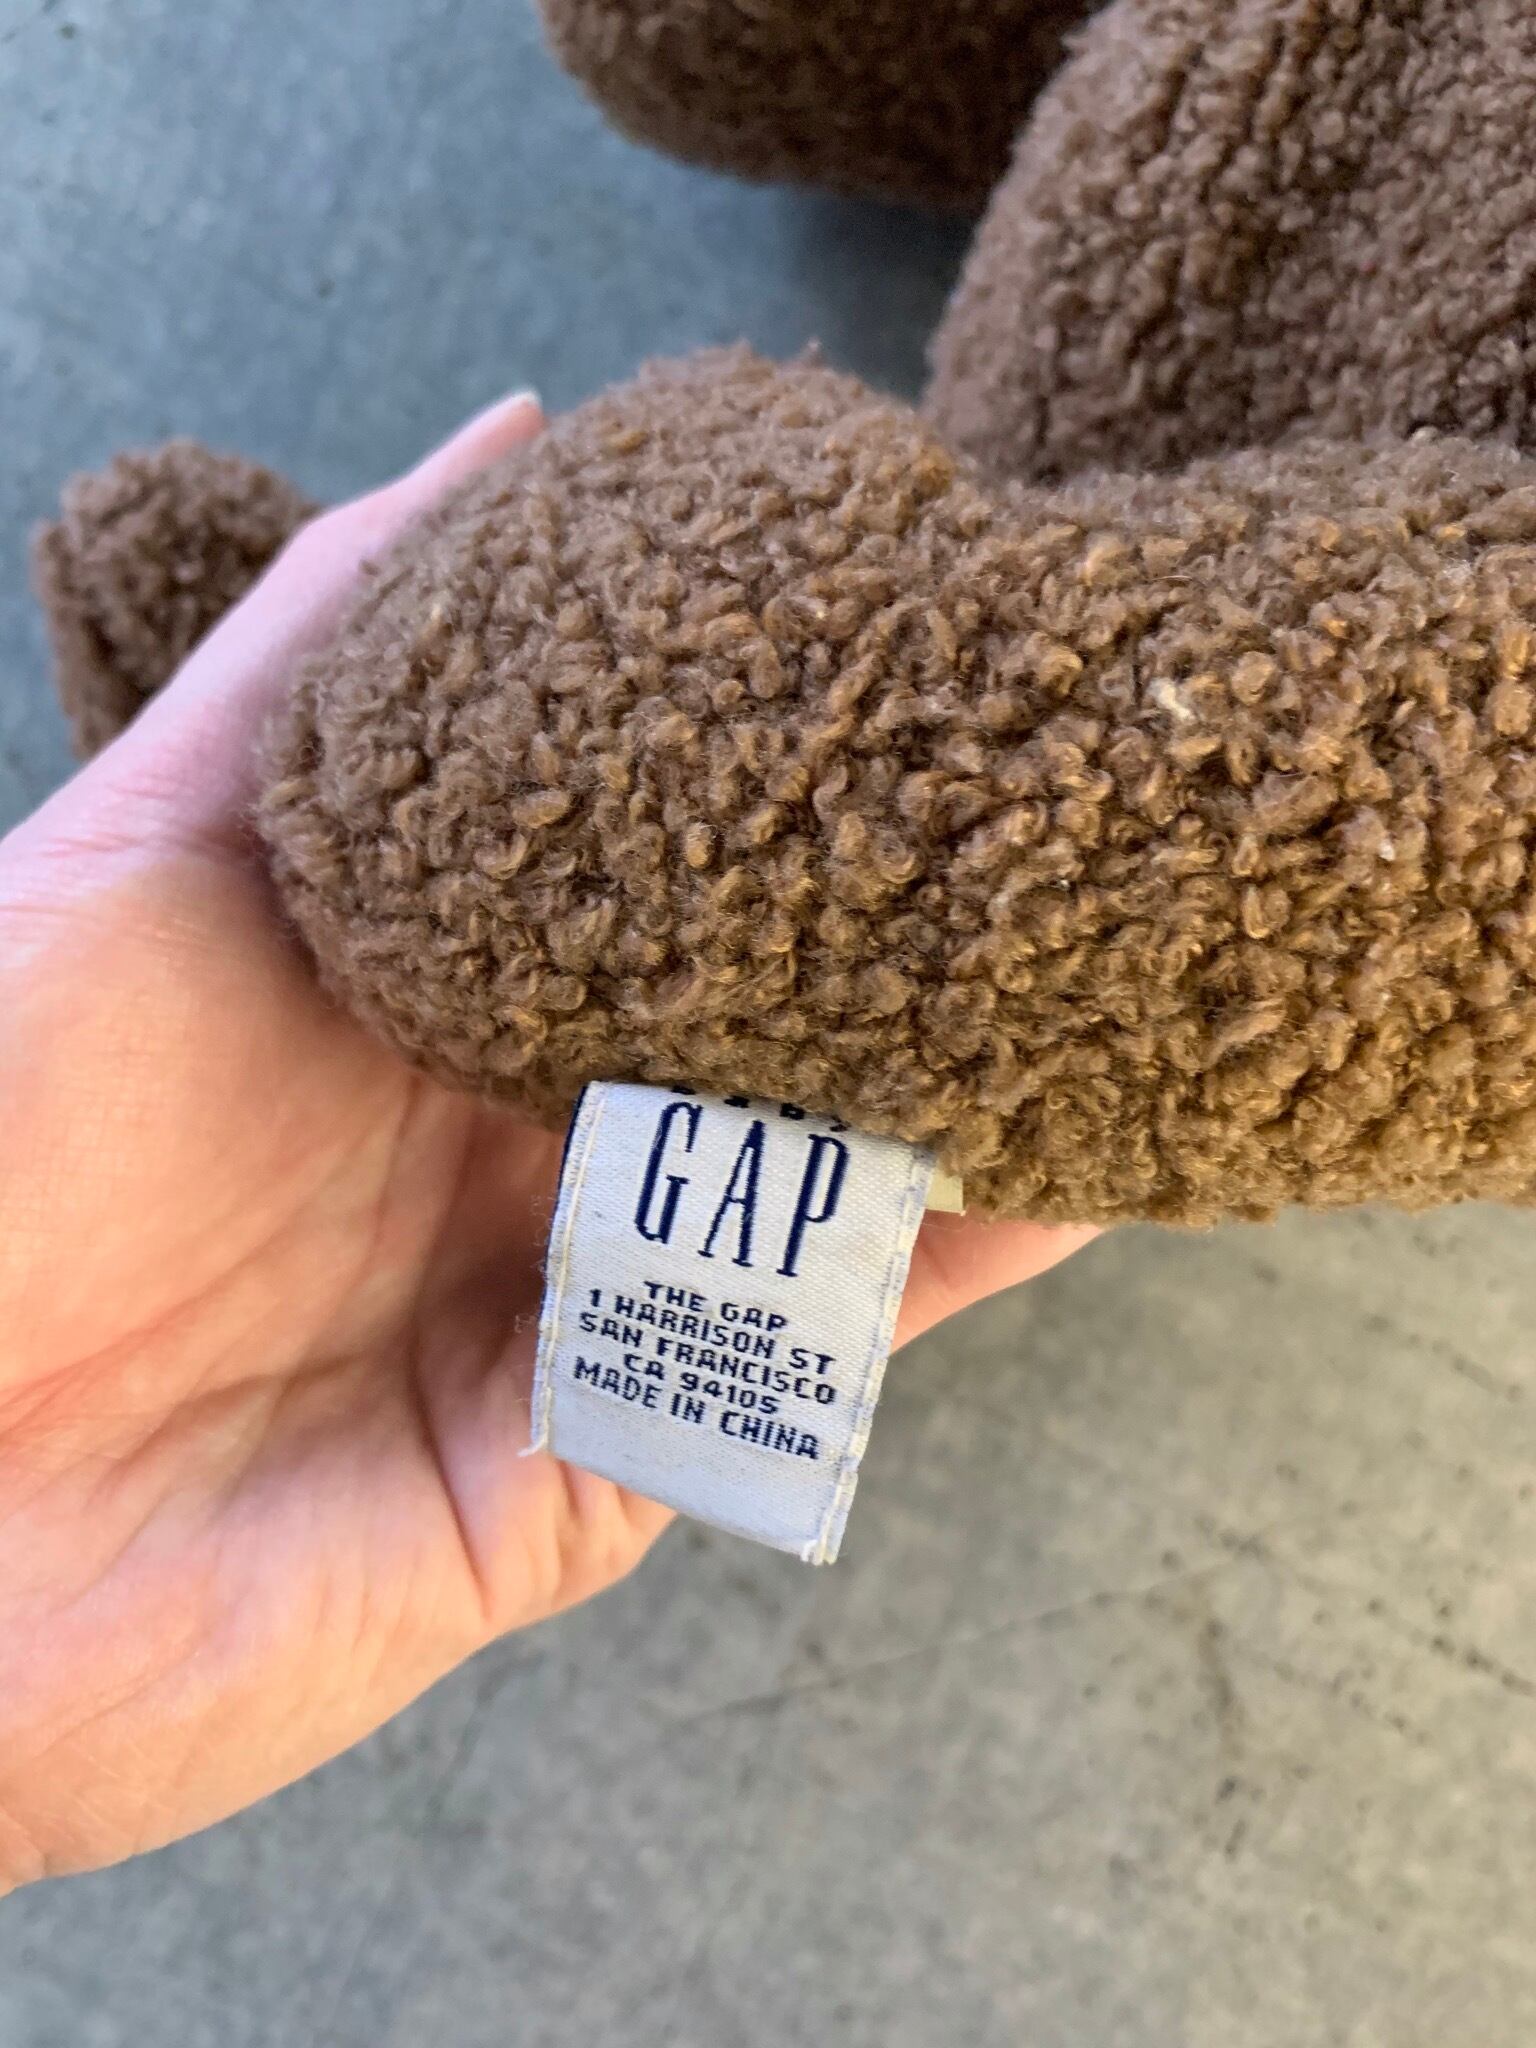 GAP
THE GAP
1 HARRISON ST
SAN FRANCISCO
CA 94105
MADE IN CHINA